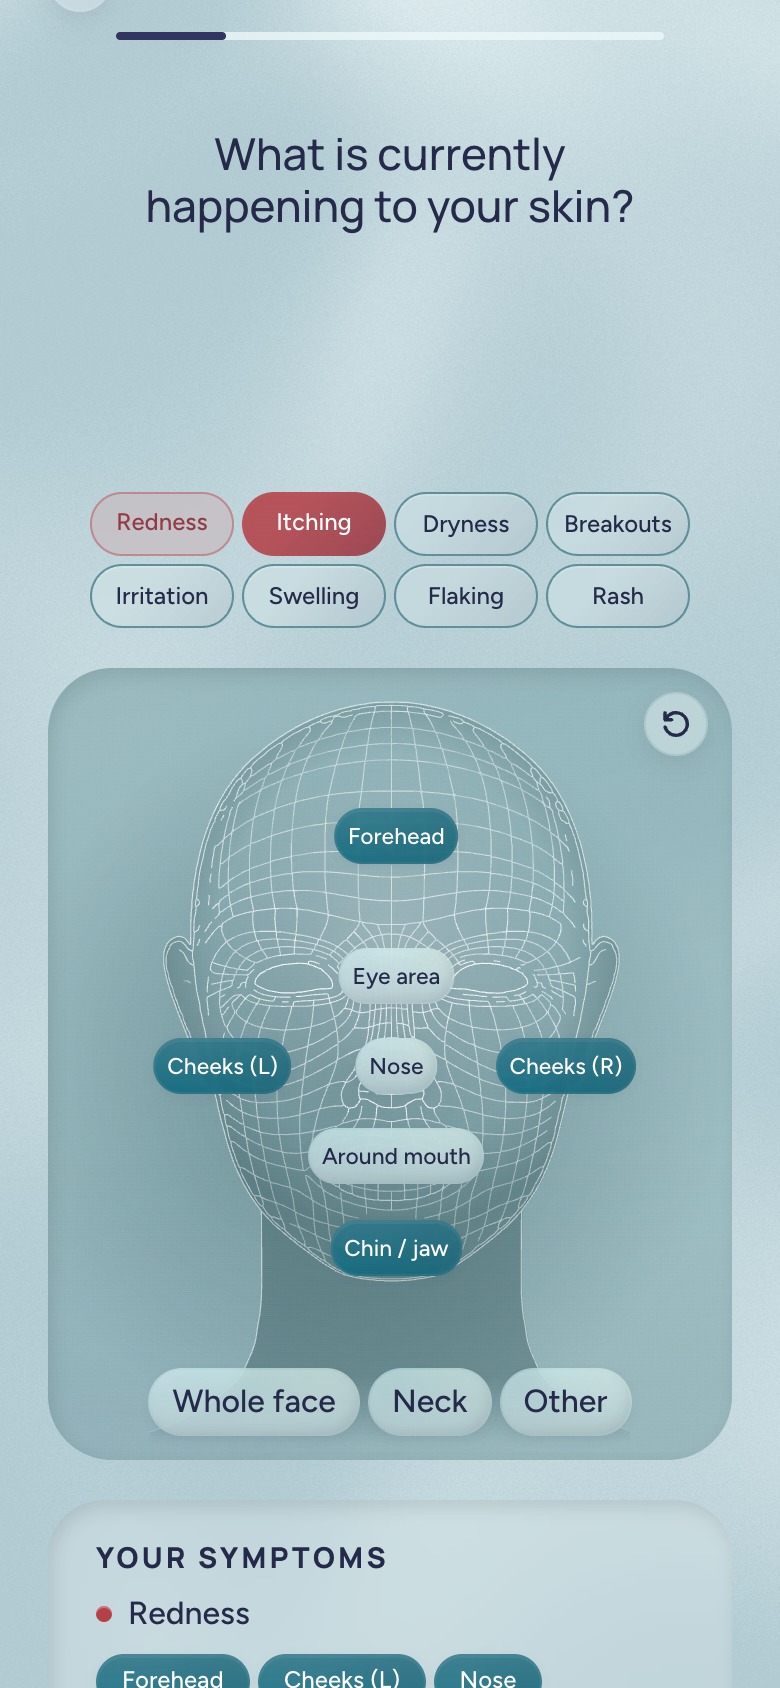 What is currently
happening to your skin?
Redness Itching Dryness Breakouts
Irritation Swelling Flaking Rash
Forehead
Eye area
Cheeks (L) Nose Cheeks (R)
Around mouth
Chin / jaw
Whole face Neck Other
YOUR SYMPTOMS
Redness
Forehead Cheeks (L) Nose